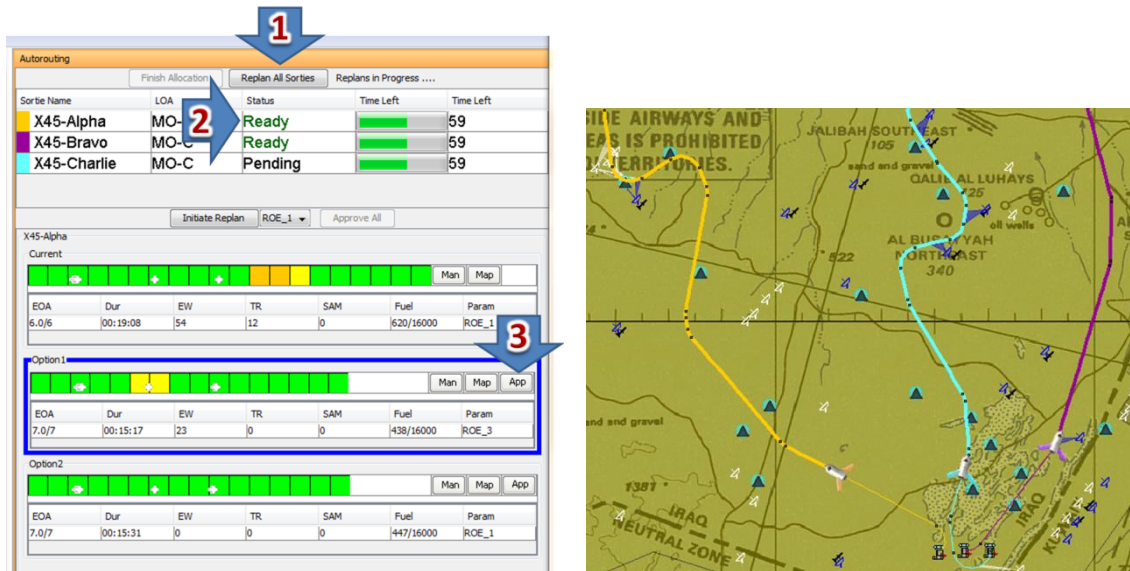 1
Autorouting
Finish Allocation Replan All Sorties Replans in Progress ....
Sortie Name LOA Status Time Left Time Left
2
X45-Alpha MO- Ready 59
X45-Bravo MO-C Ready 59
X45-Charlie MO-C Pending 59
Initiate Replan ROE_1 Approve All
X45-Alpha
Current
Man Map
EOA Dur EW TR SAM Fuel Param
6.0/6 00:19:08 54 12 0 620/16000 ROE_1
3
Option1
Man Map App
EOA Dur EW TR SAM Fuel Param
7.0/7 00:15:17 23 0 0 438/16000 ROE_3
Option2
Man Map App
EOA Dur EW TR SAM Fuel Param
7.0/7 00:15:31 0 0 0 447/16000 ROE_1
SIDE AIRWAYS AND
EAS IS PROHIBITED
TERRITORIES.
JALIBAH SOUTHEAST
105
sand and gravel
QALIB AL LUHAYS
125
oil wells
AL BUSAYYAH
NORTHEAST
340
522
sand and gravel
1381
IRAQ
NEUTRAL ZONE
IRAQ